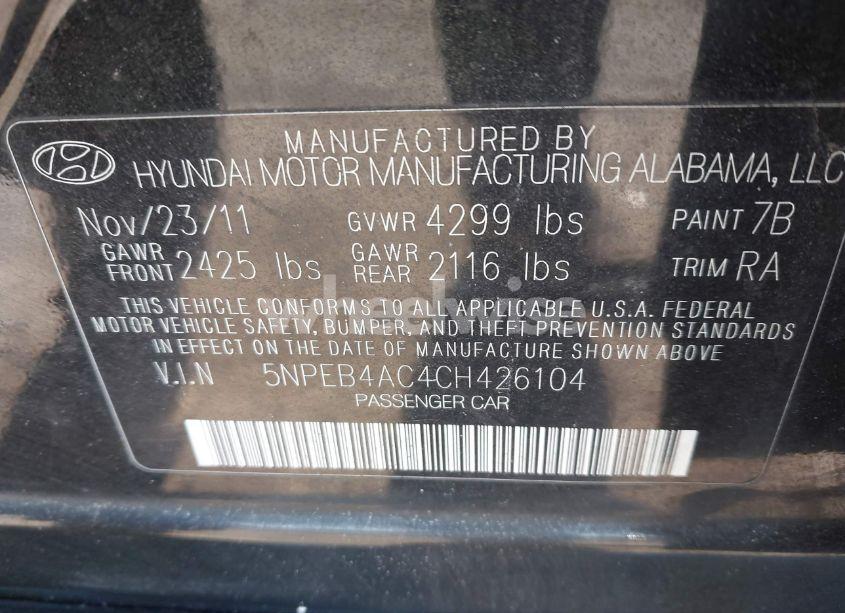 MANUFACTURED BY
HYUNDAI MOTOR MANUFACTURING ALABAMA, LLC
Nov/23/11 GVWR 4299 lbs PAINT 7B
GAWR FRONT 2425 lbs GAWR REAR 2116 lbs TRIM RA
THIS VEHICLE CONFORMS TO ALL APPLICABLE U.S.A. FEDERAL
MOTOR VEHICLE SAFETY, BUMPER, AND THEFT PREVENTION STANDARDS
IN EFFECT ON THE DATE OF MANUFACTURE SHOWN ABOVE.
V.I.N 5NPEB4AC4CH426104
PASSENGER CAR